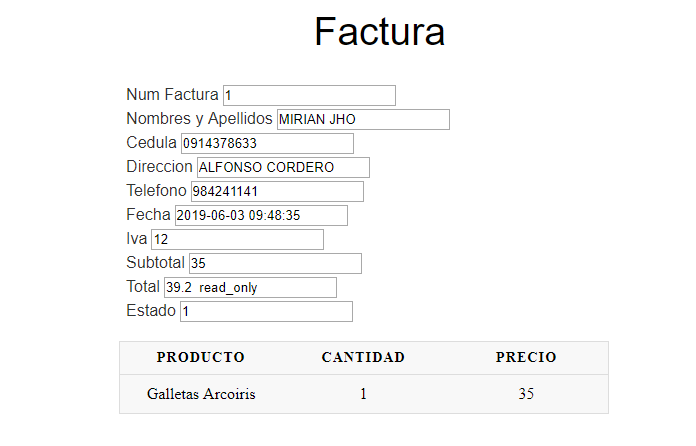 Factura
Num Factura 1
Nombres y Apellidos MIRIAN JHO
Cedula 0914378633
Direccion ALFONSO CORDERO
Telefono 984241141
Fecha 2019-06-03 09:48:35
Iva 12
Subtotal 35
Total 39.2 read_only
Estado 1
PRODUCTO CANTIDAD PRECIO
Galletas Arcoiris 1 35